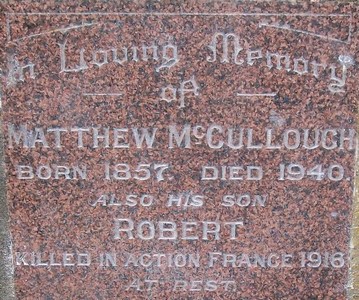 In Loving Memory
of
MATTHEW McCULLOUGH
BORN 1857. DIED 1940.
ALSO HIS SON
ROBERT
KILLED IN ACTION FRANCE 1916
AT REST.